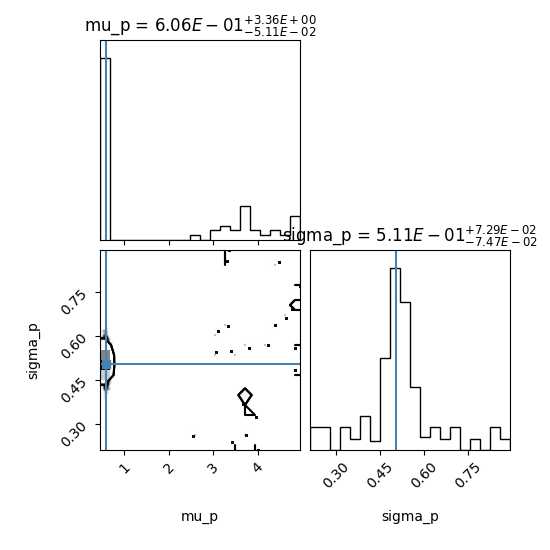 mu_p = 6.06E − 01+3.36E+00−5.11E−02
sigma_p = 5.11E − 01+7.29E−02−7.47E−02
sigma_p
0.75
0.60
0.45
0.30
1 2 3 4
0.30 0.45 0.60 0.75
mu_p
sigma_p